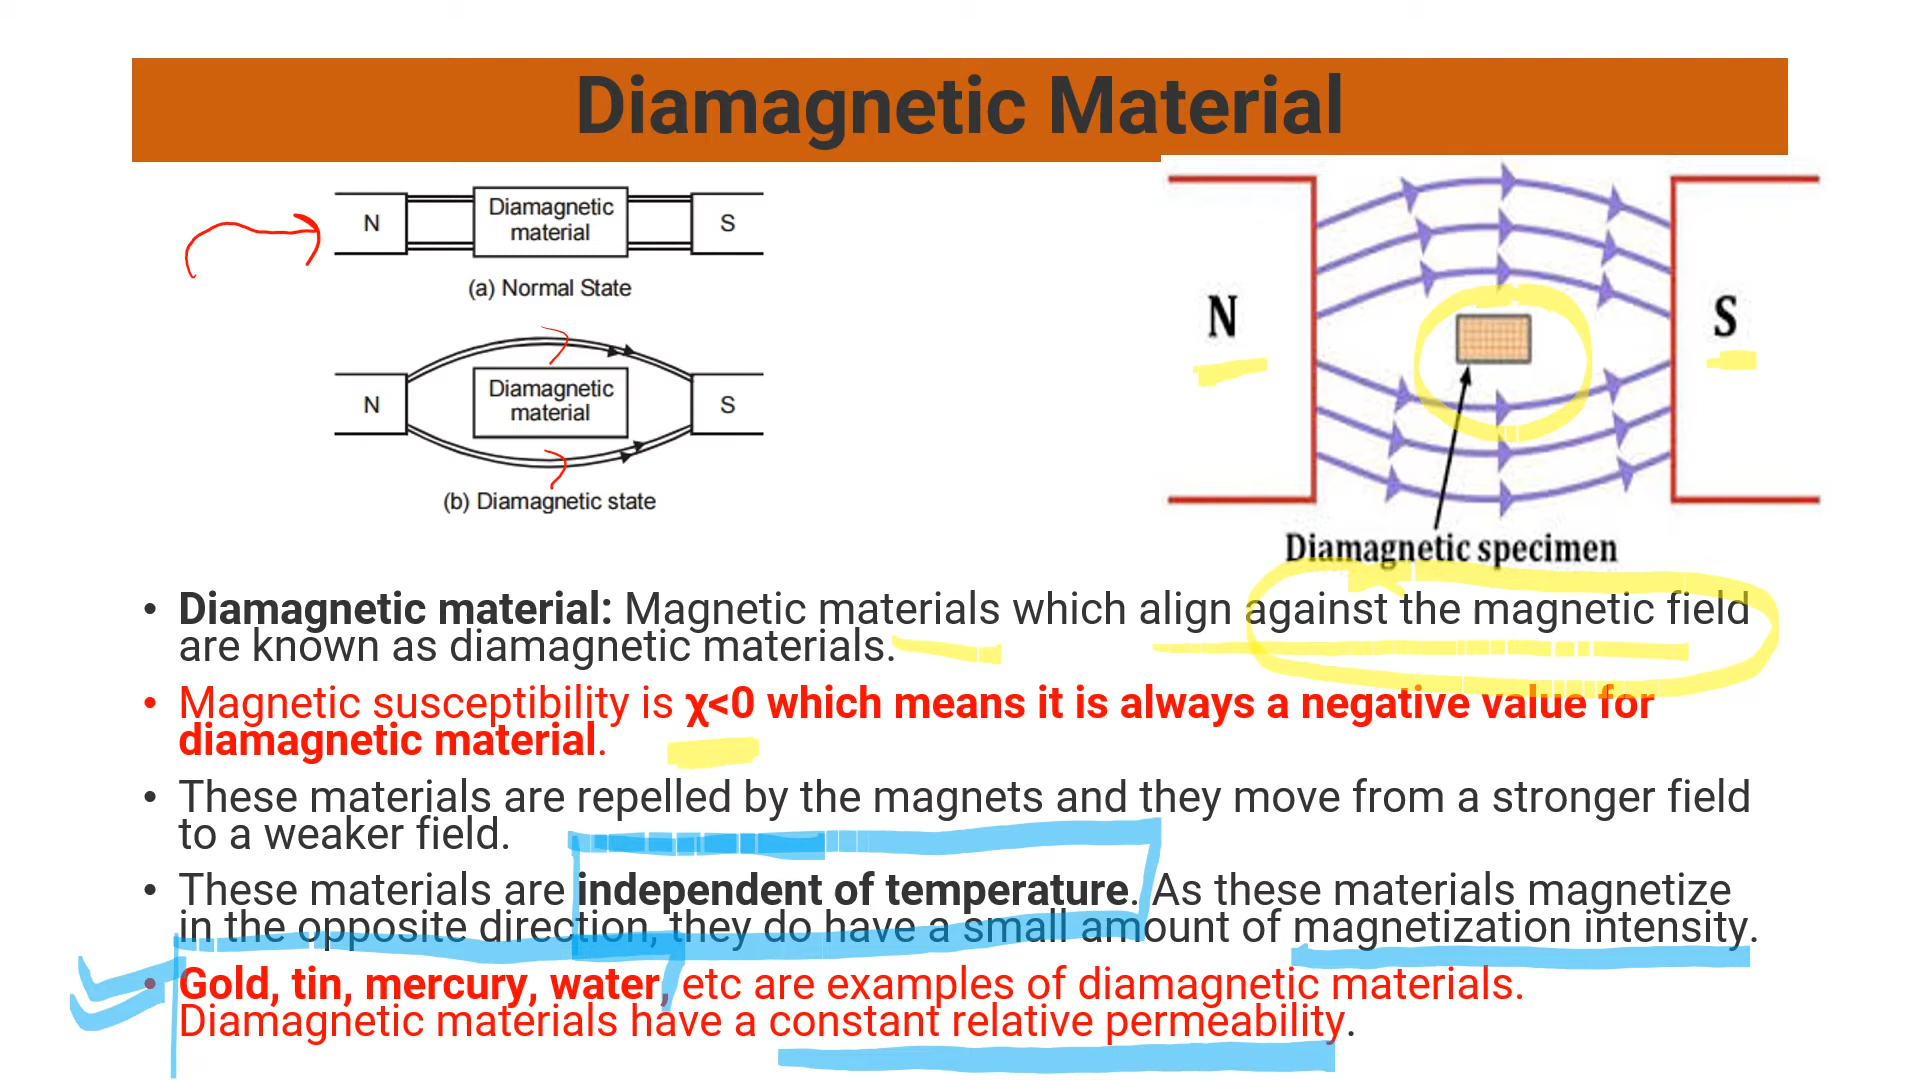 Diamagnetic Material
N
Diamagnetic
material
S
(a) Normal State
N
Diamagnetic
material
S
(b) Diamagnetic state
N
S
Diamagnetic specimen
• Diamagnetic material: Magnetic materials which align against the magnetic field
are known as diamagnetic materials.
• Magnetic susceptibility is χ<0 which means it is always a negative value for
diamagnetic material.
• These materials are repelled by the magnets and they move from a stronger field
to a weaker field.
• These materials are independent of temperature. As these materials magnetize
in the opposite direction, they do have a small amount of magnetization intensity.
• Gold, tin, mercury, water, etc are examples of diamagnetic materials.
Diamagnetic materials have a constant relative permeability.